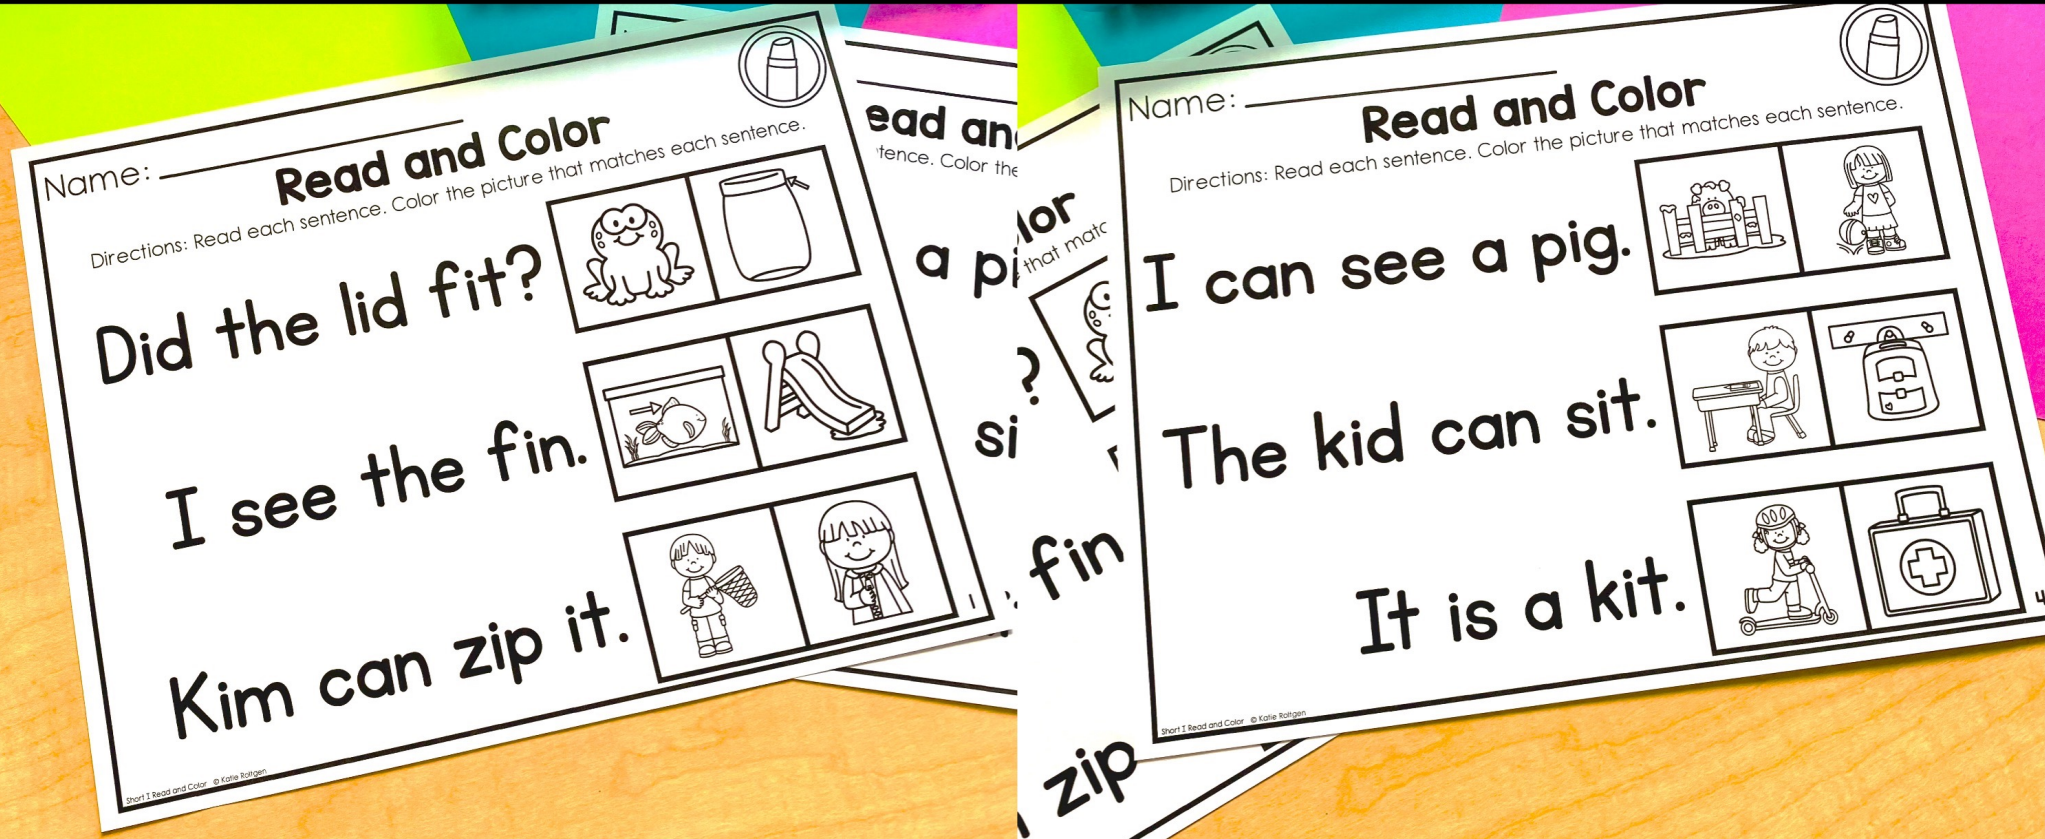 Name:
Read and Color
Directions: Read each sentence. Color the picture that matches each sentence.
Did the lid fit?
I see the fin.
Kim can zip it.
1
Short I Read and Color © Katie Roltgen
ead an
tence. Color the
a pi
si
Name:
Read and Color
Directions: Read each sentence. Color the picture that matches each sentence.
I can see a pig.
The kid can sit.
It is a kit.
4
Short I Read and Color © Katie Roltgen
lor
that matc
?
fin
zip